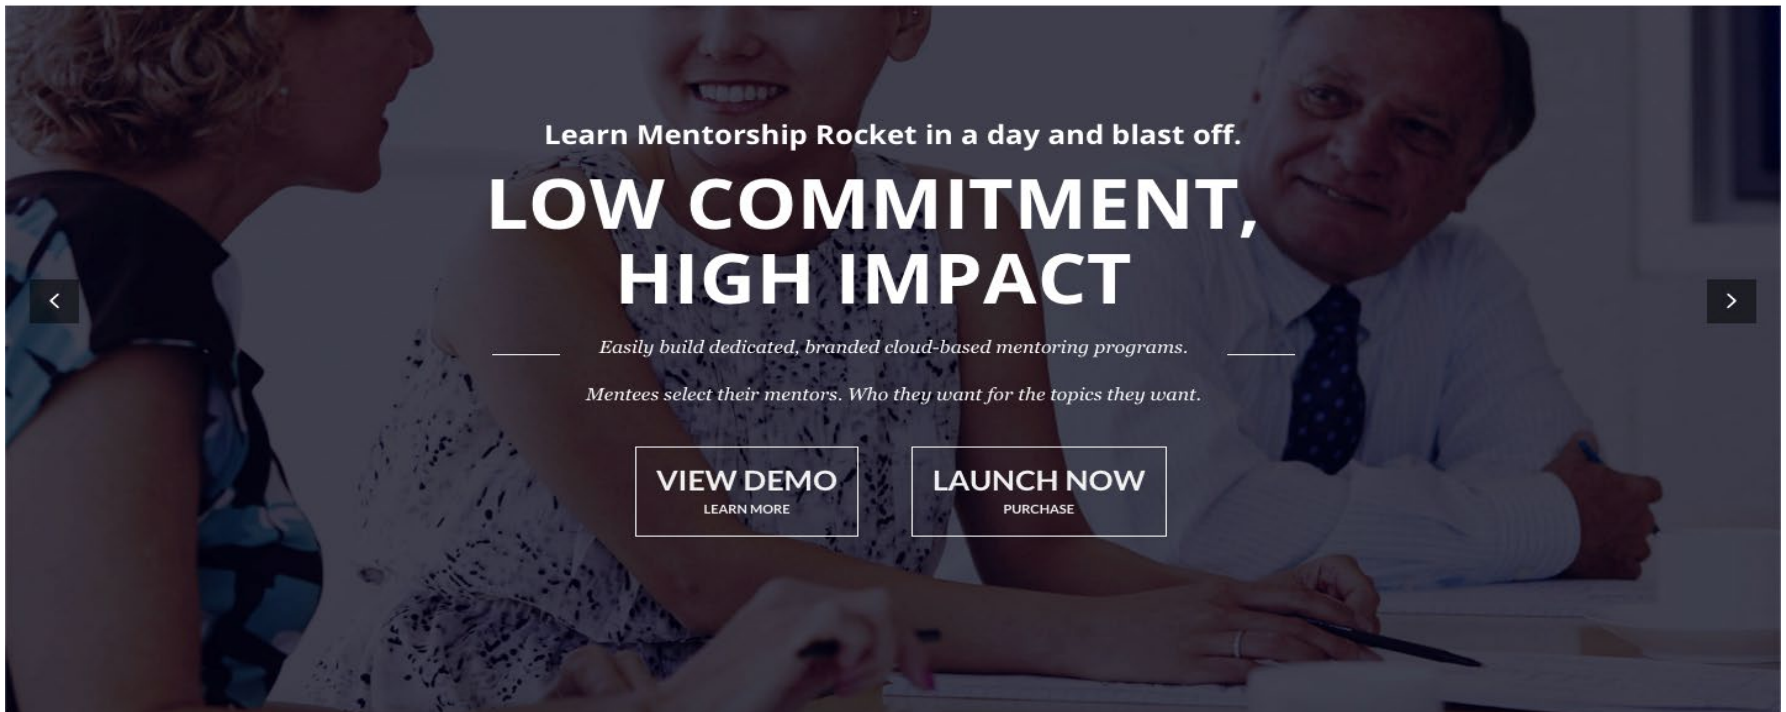 Learn Mentorship Rocket in a day and blast off.
LOW COMMITMENT,
HIGH IMPACT
Easily build dedicated, branded cloud-based mentoring programs.
Mentees select their mentors. Who they want for the topics they want.
VIEW DEMO
LEARN MORE
LAUNCH NOW
PURCHASE